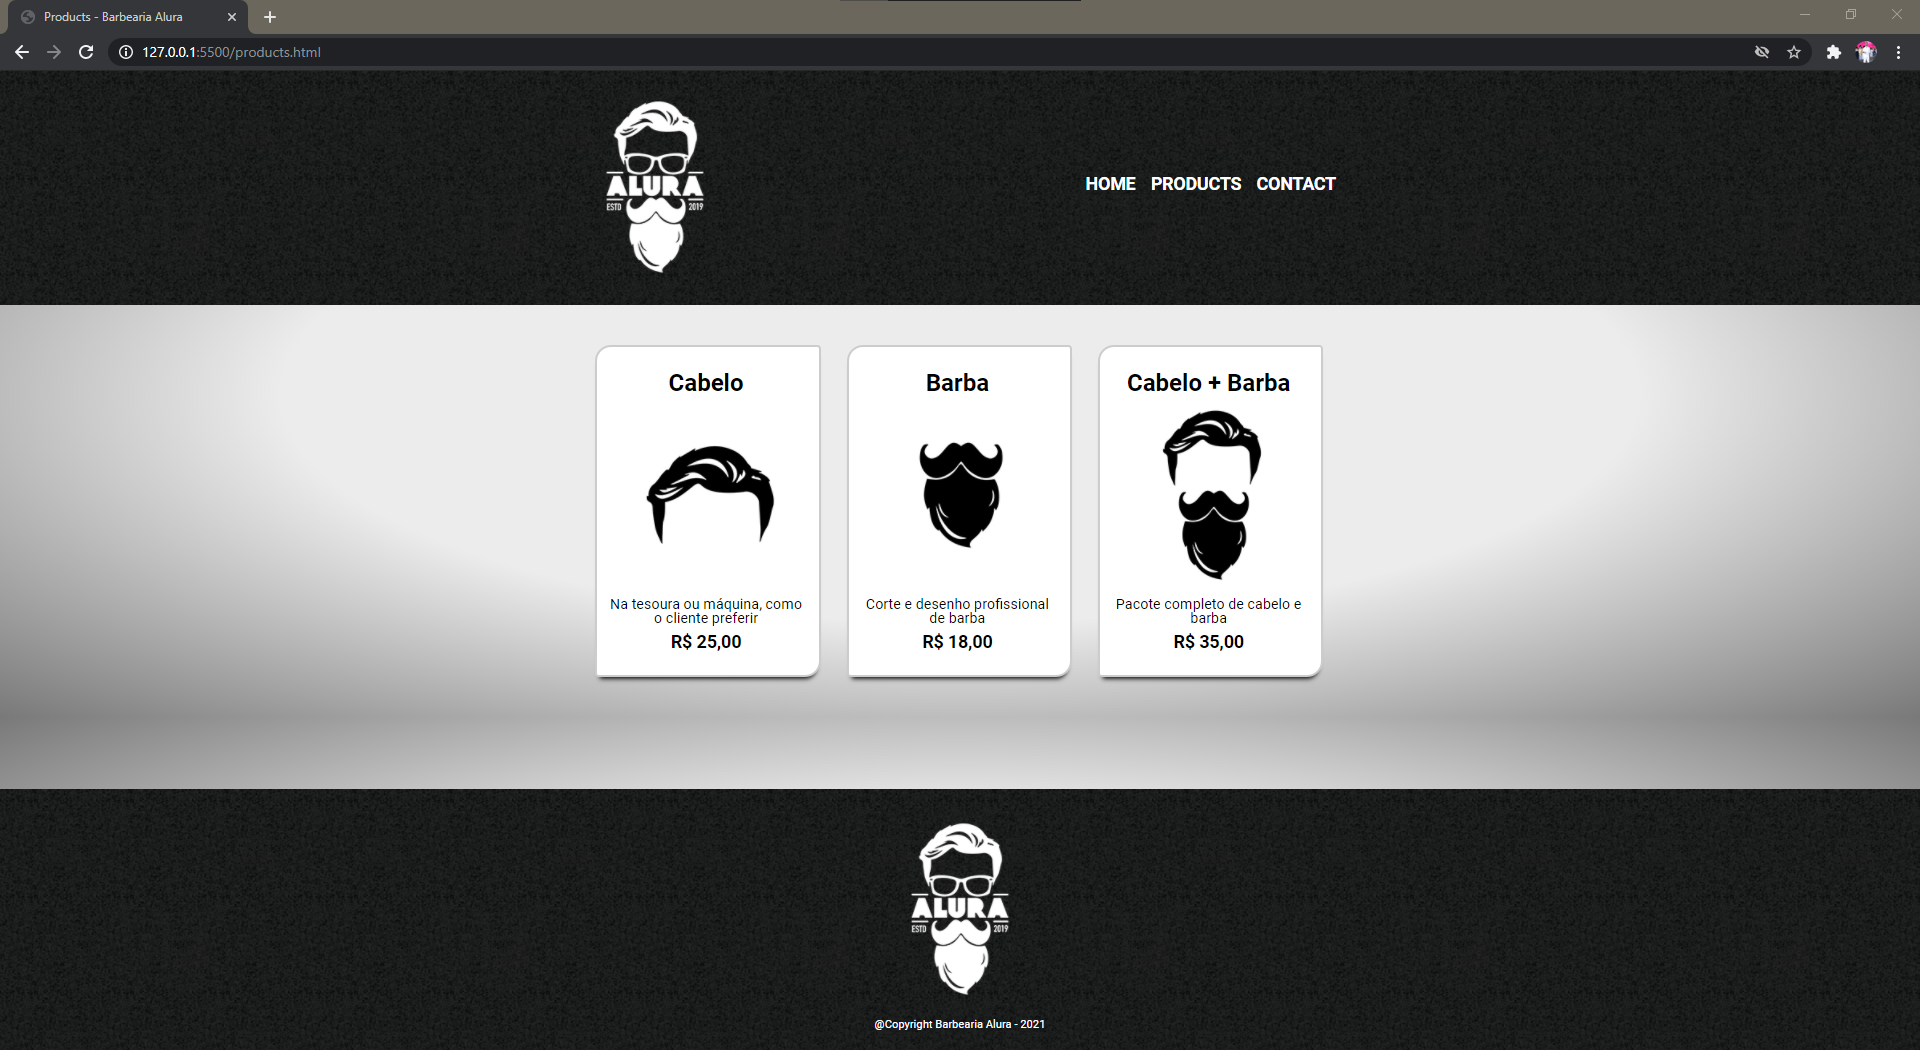 Products - Barbearia Alura
127.0.0.1:5500/products.html
ALURA
ESTD 2019
HOME PRODUCTS CONTACT
Cabelo
Na tesoura ou máquina, como
o cliente preferir
R$ 25,00
Barba
Corte e desenho profissional
de barba
R$ 18,00
Cabelo + Barba
Pacote completo de cabelo e
barba
R$ 35,00
ALURA
ESTD 2019
@Copyright Barbearia Alura - 2021